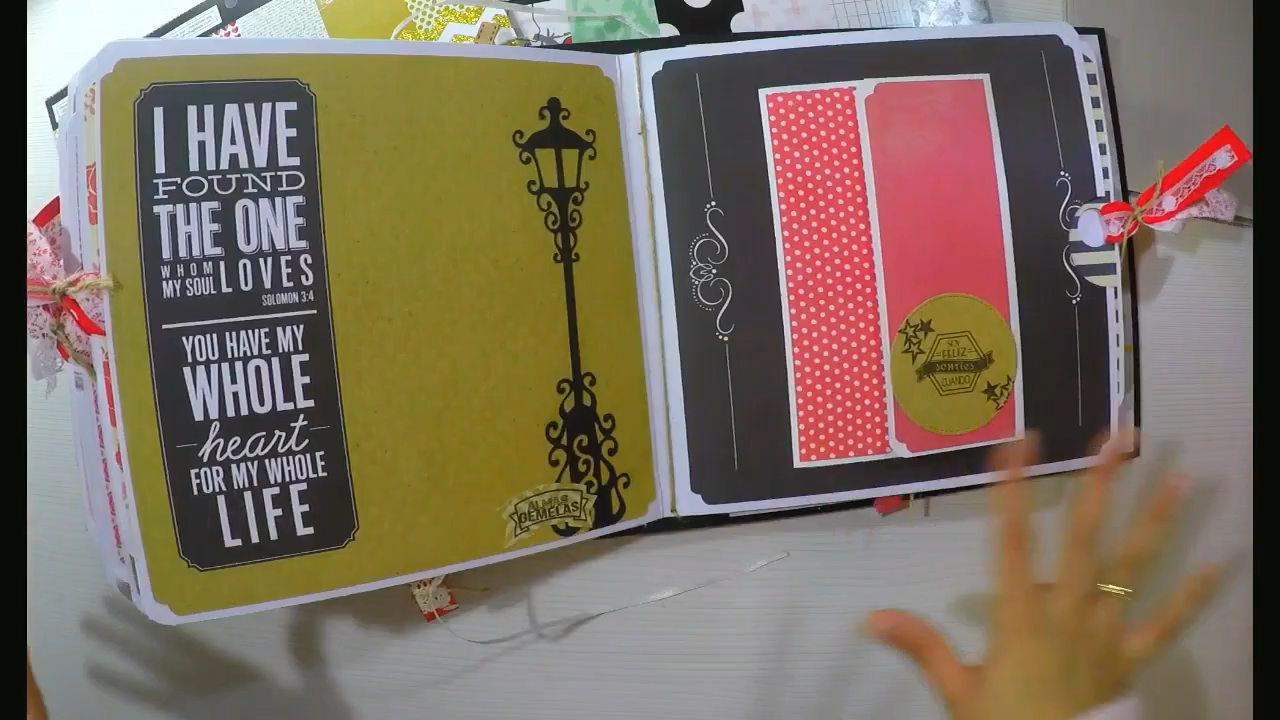 I HAVE
FOUND
THE ONE
WHOM
MY SOUL LOVES
SOLOMON 3:4
YOU HAVE MY
WHOLE
heart
FOR MY WHOLE
LIFE
ALMAS
GEMELAS
SOY
FELIZ
sonríes
CUANDO